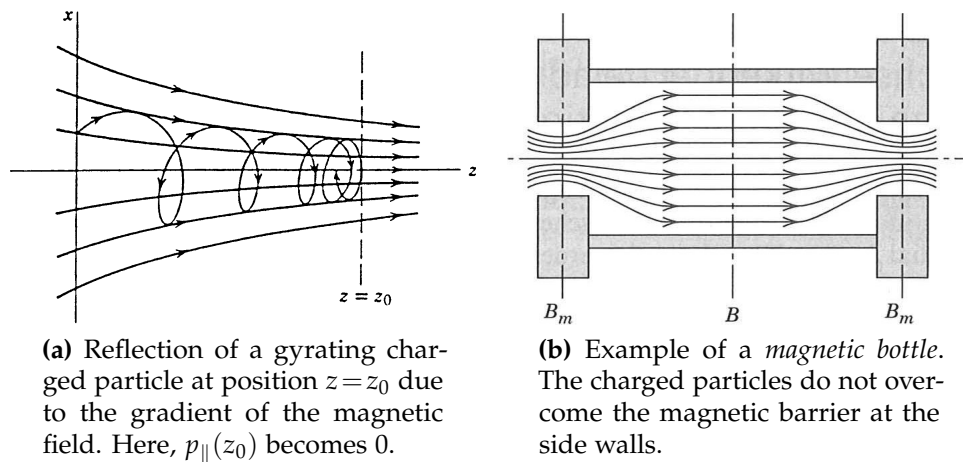 x
z
z = z₀
(a) Reflection of a gyrating char-
ged particle at position z=z₀ due
to the gradient of the magnetic
field. Here, p∥(z₀) becomes 0.
Bₘ
B
Bₘ
(b) Example of a magnetic bottle.
The charged particles do not over-
come the magnetic barrier at the
side walls.